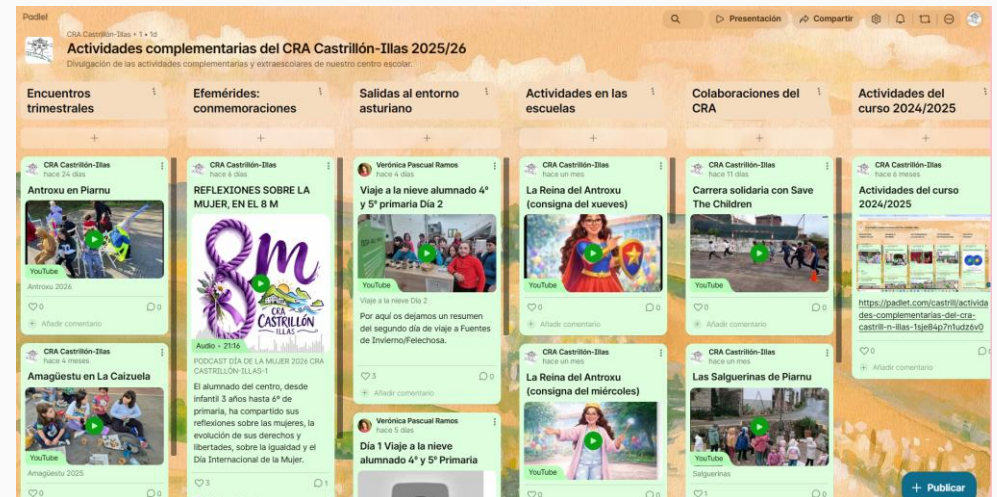 Padlet
CRA Castrillón-Illas • 1 • 1d
Actividades complementarias del CRA Castrillón-Illas 2025/26
Divulgación de las actividades complementarias y extraescolares de nuestro centro escolar.
Presentación
Compartir
Encuentros
trimestrales
CRA Castrillón-Illas
hace 24 días
Antroxu en Piarnu
YouTube
Antroxu 2026
0
0
Añadir comentario
CRA Castrillón-Illas
hace 4 meses
Amagüestu en La Caizuela
YouTube
Amagüestu 2025
0
0
Efemérides:
conmemoraciones
CRA Castrillón-Illas
hace 6 días
REFLEXIONES SOBRE LA
MUJER, EN EL 8 M
8m
CRA
CASTRILLÓN
ILLAS
Audio • 21:16
PODCAST DÍA DE LA MUJER 2026 CRA
CASTRILLÓN-ILLAS-1
El alumnado del centro, desde
infantil 3 años hasta 6º de
primaria, ha compartido sus
reflexiones sobre las mujeres, la
evolución de sus derechos y
libertades, sobre la igualdad y el
Día Internacional de la Mujer.
3
1
Salidas al entorno
asturiano
Verónica Pascual Ramos
hace 4 días
Viaje a la nieve alumnado 4º
y 5º primaria Día 2
YouTube
Viaje a la nieve Día 2
Por aquí os dejamos un resumen
del segundo día de viaje a Fuentes
de Invierno/Felechosa.
3
0
Añadir comentario
Verónica Pascual Ramos
hace 5 días
Día 1 Viaje a la nieve
alumnado 4º y 5º Primaria
Actividades en las
escuelas
CRA Castrillón-Illas
hace un mes
La Reina del Antroxu
(consigna del xueves)
YouTube
0
0
Añadir comentario
CRA Castrillón-Illas
hace un mes
La Reina del Antroxu
(consigna del miércoles)
YouTube
0
0
Colaboraciones del
CRA
CRA Castrillón-Illas
hace 11 días
Carrera solidaria con Save
The Children
YouTube
0
0
Añadir comentario
CRA Castrillón-Illas
hace un mes
Las Salguerinas de Piarnu
YouTube
Salguerinas
1
0
Actividades del
curso 2024/2025
CRA Castrillón-Illas
hace 6 meses
Actividades del curso
2024/2025
https://padlet.com/castrill/activida
des-complementarias-del-cra-
castrill-n-illas-1sje84p7n1udz6v0
0
0
Añadir comentario
+ Publicar